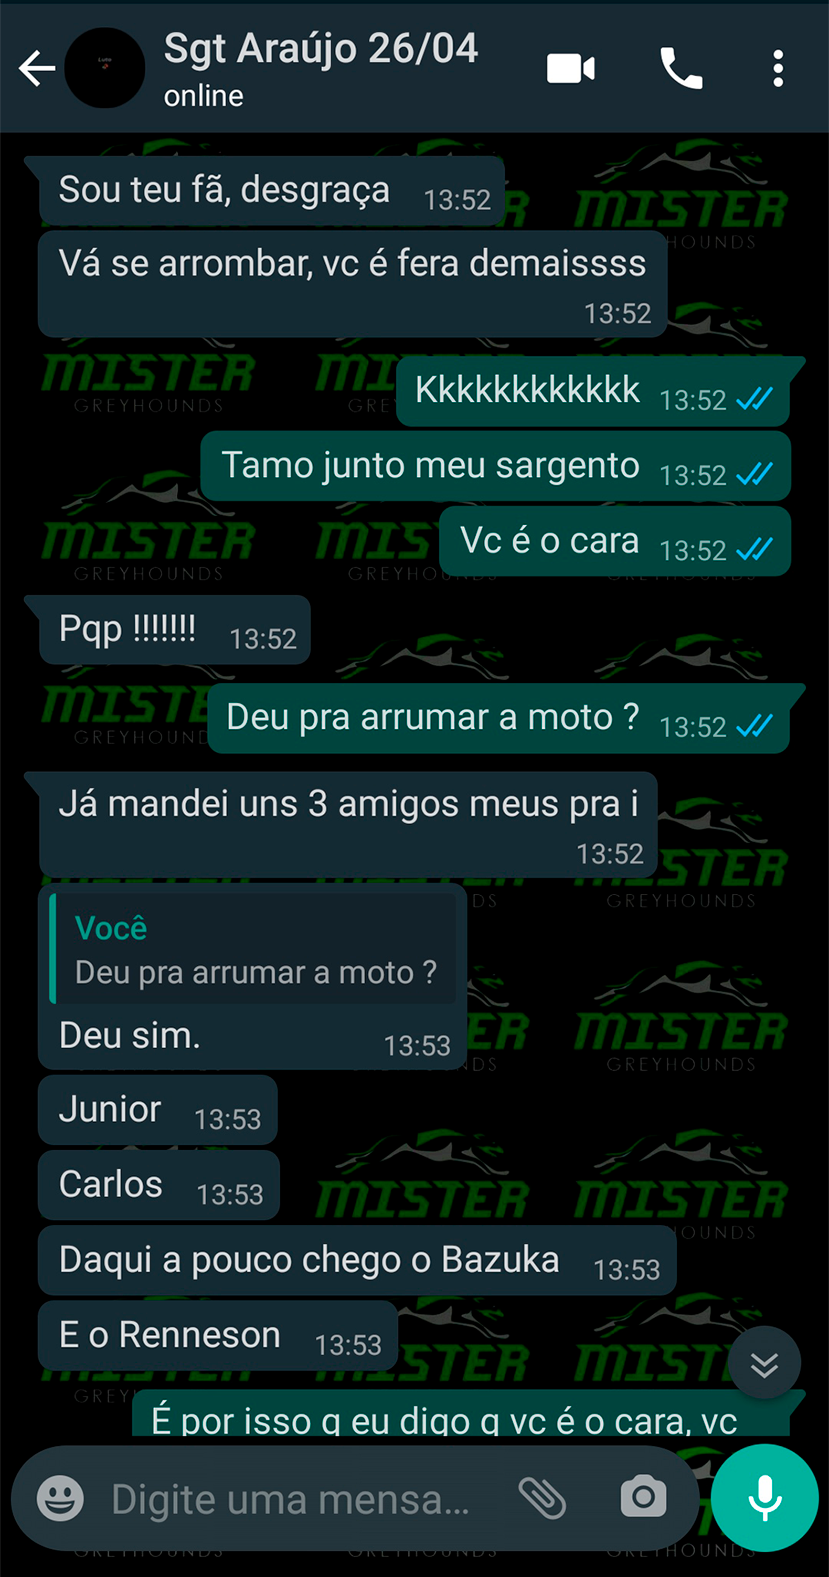 Sgt Araújo 26/04
online
Sou teu fã, desgraça 13:52
Vá se arrombar, vc é fera demaissss
13:52
Kkkkkkkkkkkk 13:52
Tamo junto meu sargento 13:52
Vc é o cara 13:52
Pqp !!!!!!! 13:52
Deu pra arrumar a moto ? 13:52
Já mandei uns 3 amigos meus pra i
13:52
Você
Deu pra arrumar a moto ?
Deu sim. 13:53
Junior 13:53
Carlos 13:53
Daqui a pouco chego o Bazuka 13:53
E o Renneson 13:53
É por isso q eu digo q vc é o cara, vc
Digite uma mensa...
MISTER
GREYHOUNDS